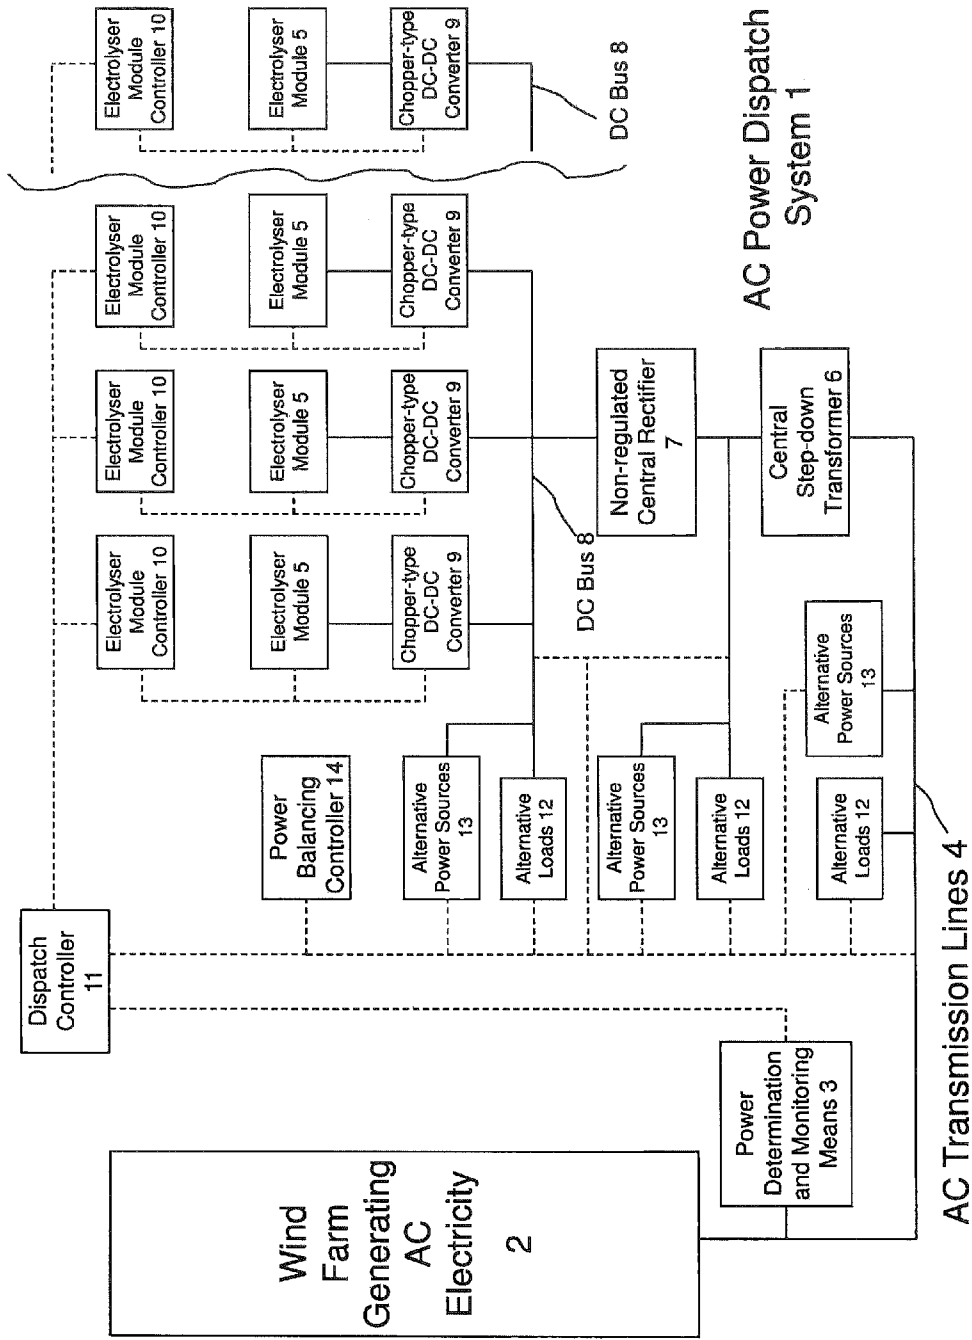 Dispatch
Controller
11
Electrolyser
Module
Controller 10
Electrolyser
Module
Controller 10
Electrolyser
Module
Controller 10
Electrolyser
Module
Controller 10
Wind
Farm
Generating
AC
Electricity
2
Power
Balancing
Controller 14
Electrolyser
Module 5
Electrolyser
Module 5
Electrolyser
Module 5
Electrolyser
Module 5
Alternative
Power Sources
13
Chopper-type
DC-DC
Converter 9
Chopper-type
DC-DC
Converter 9
Chopper-type
DC-DC
Converter 9
Chopper-type
DC-DC
Converter 9
Alternative
Loads 12
DC Bus 8
DC Bus 8
Alternative
Power Sources
13
Non-regulated
Central Rectifier
7
Alternative
Loads 12
Power
Determination
and Monitoring
Means 3
AC Power Dispatch
System 1
Central
Step-down
Transformer 6
Alternative
Loads 12
Alternative
Power Sources
13
AC Transmission Lines 4